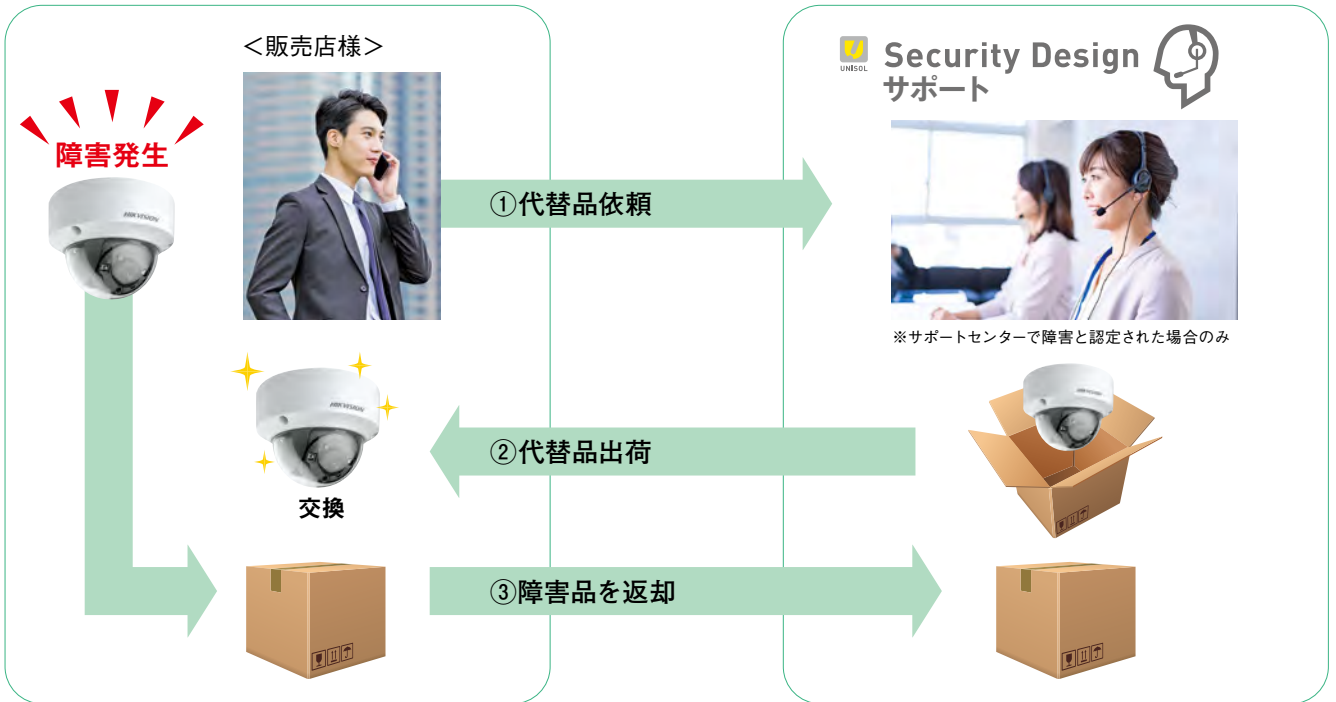 ＜販売店様＞
障害発生
HIKVISION
UNISOL
Security Design
サポート
①代替品依頼
※サポートセンターで障害と認定された場合のみ
HIKVISION
②代替品出荷
交換
③障害品を返却